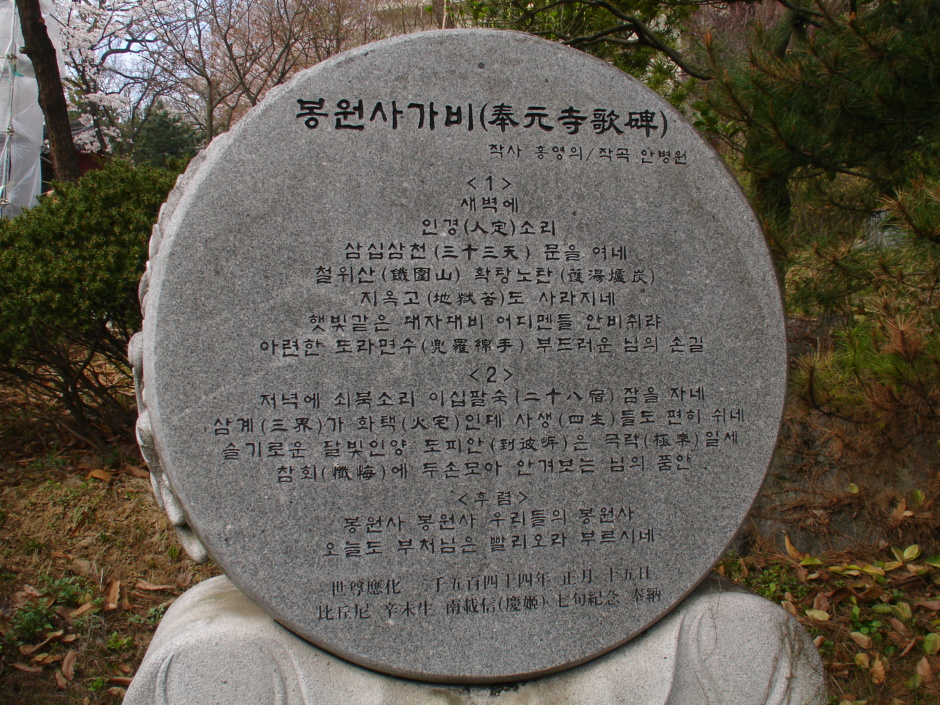 봉원사가비(奉元寺歌碑)
작사 홍영의/작곡 안병원
<1>
새벽에
인경(人定)소리
삼십삼천(三十三天) 문을 여네
철위산(鐵圍山) 확탕노탄(鑊湯爐炭)
지옥고(地獄苦)도 사라지네
햇빛같은 대자대비 어디멘들 안비취랴
아련한 도라면수(兜羅綿手) 부드러운 님의 손길
<2>
저녁에 쇠북소리 이십팔숙(二十八宿) 잠을 자네
삼계(三界)가 화택(火定)인데 사생(四生)들도 편히 쉬네
슬기로운 달빛인양 도피안(到彼岸)은 극락(極樂)일세
참회(懺悔)에 두손모아 안겨보는 님의 품안
<후렴>
봉원사 봉원사 우리들의 봉원사
오늘도 부처님은 빨리오라 부르시네
世尊應化 二千五百四十四年 正月 十五日
比丘尼 辛未生 南載信(慶姬) 七旬紀念 奉納